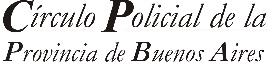 Círculo Policial de la
Provincia de Buenos Aires